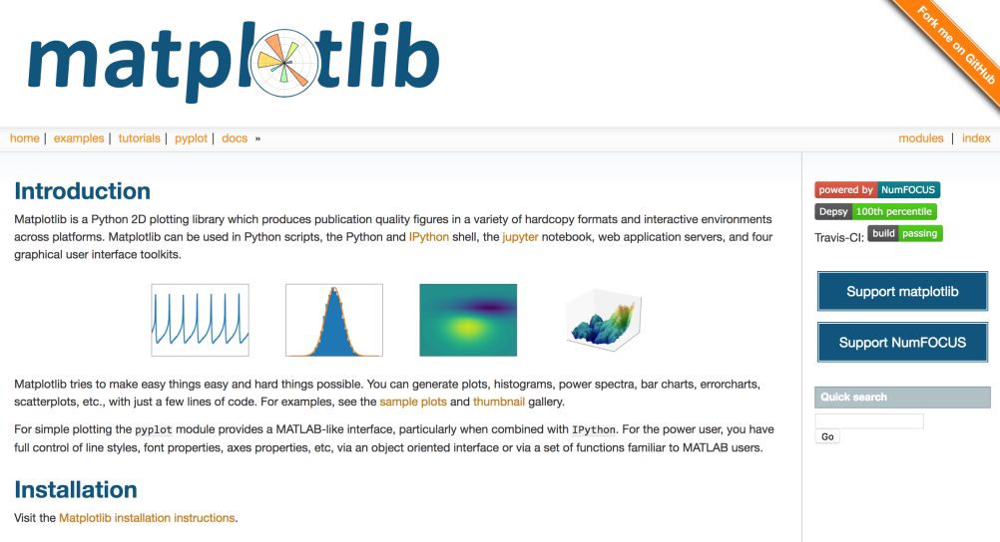 matplotlib
Fork me on GitHub
home | examples | tutorials | pyplot | docs »
modules | index
Introduction
Matplotlib is a Python 2D plotting library which produces publication quality figures in a variety of hardcopy formats and interactive environments
across platforms. Matplotlib can be used in Python scripts, the Python and IPython shell, the jupyter notebook, web application servers, and four
graphical user interface toolkits.
Matplotlib tries to make easy things easy and hard things possible. You can generate plots, histograms, power spectra, bar charts, errorcharts,
scatterplots, etc., with just a few lines of code. For examples, see the sample plots and thumbnail gallery.
For simple plotting the pyplot module provides a MATLAB-like interface, particularly when combined with IPython. For the power user, you have
full control of line styles, font properties, axes properties, etc, via an object oriented interface or via a set of functions familiar to MATLAB users.
Installation
Visit the Matplotlib installation instructions.
powered by NumFOCUS
Depsy 100th percentile
Travis-CI: build passing
Support matplotlib
Support NumFOCUS
Quick search
Go